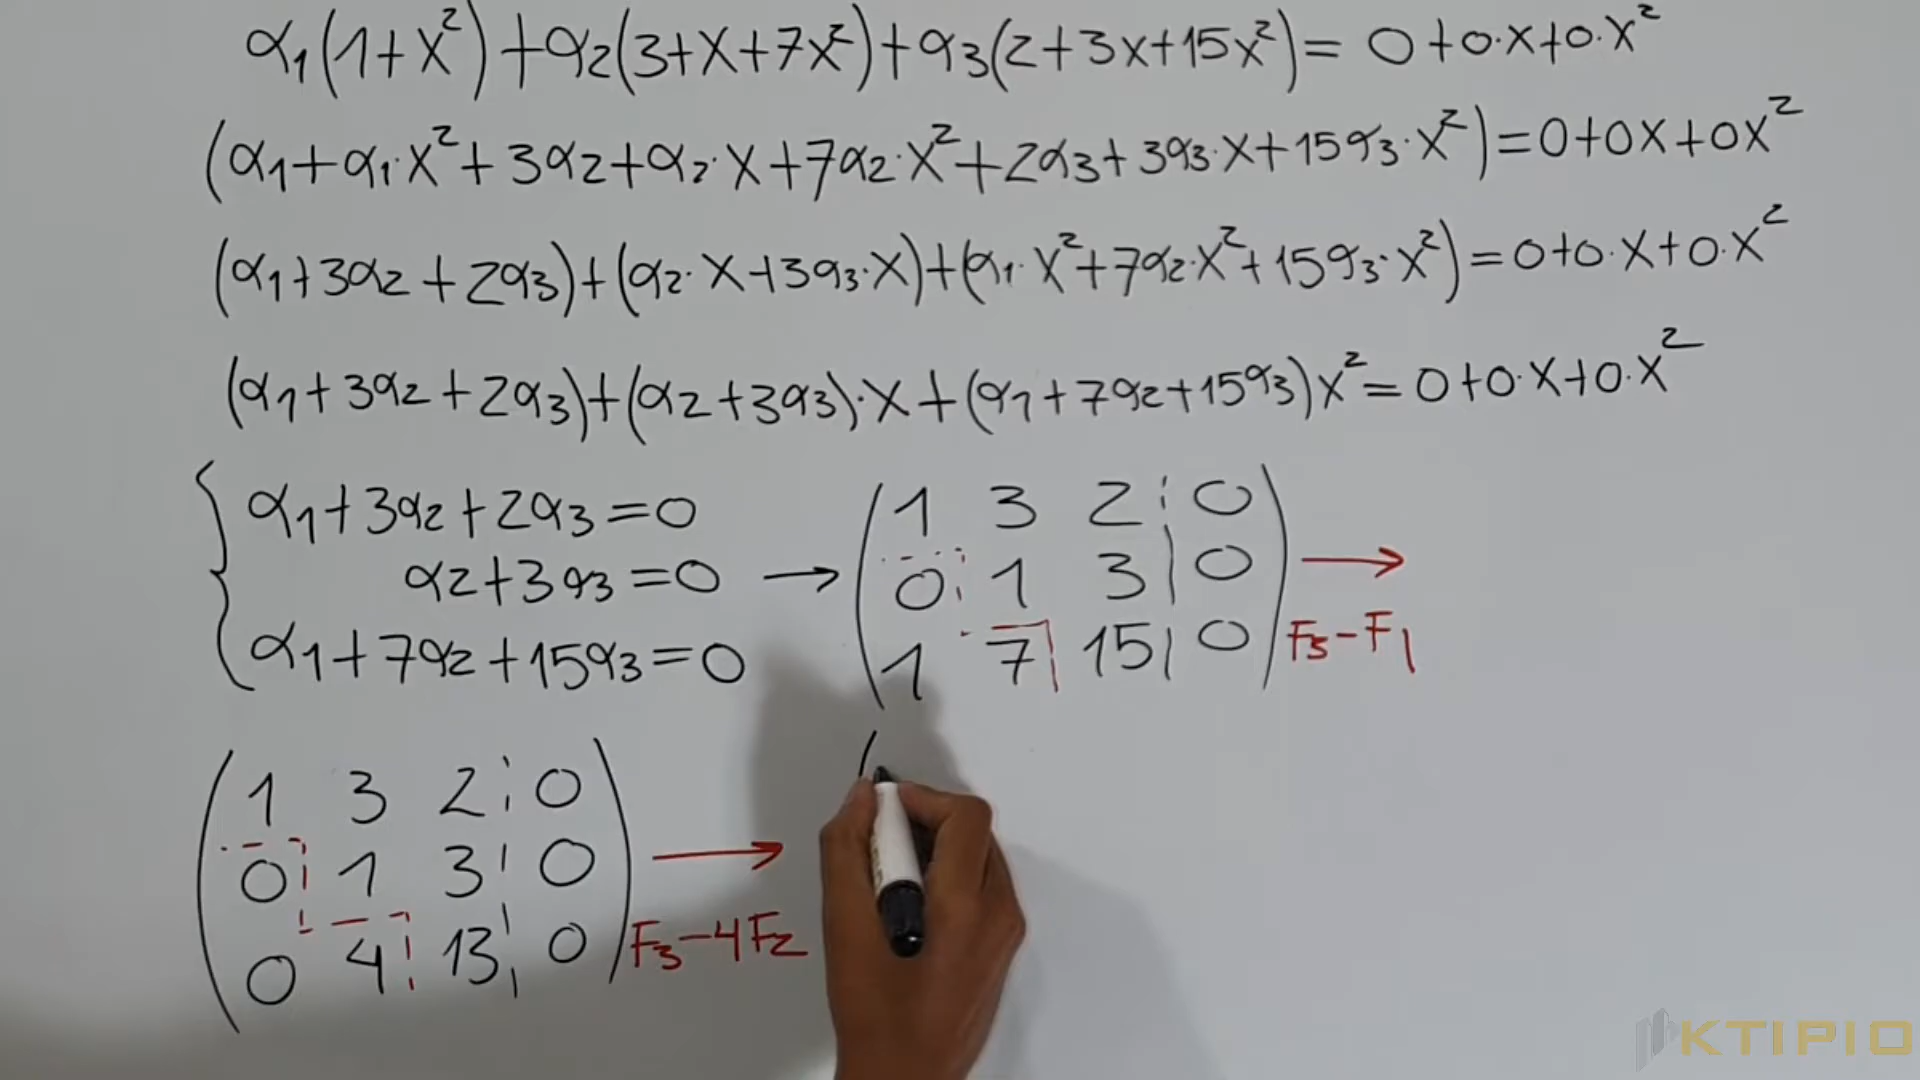 α1(1+x²)+α2(3+x+7x²)+α3(2+3x+15x²)= 0+0·x+0·x²
(α1+α1·x²+3α2+α2·x+7α2·x²+2α3+3α3·x+15α3·x²)=0+0x+0x²
(α1+3α2+2α3)+(α2·x+3α3·x)+(α1·x²+7α2·x²+15α3·x²)=0+0·x+0·x²
(α1+3α2+2α3)+(α2+3α3)·x+(α1+7α2+15α3)x²=0+0·x+0·x²
α1+3α2+2α3=0
α2+3α3=0
α1+7α2+15α3=0
→
1 3 2 0
0 1 3 0
1 7 15 0
→
F3-F1
1 3 2 0
0 1 3 0
0 4 13 0
→
F3-4F2
(
KTIPIO